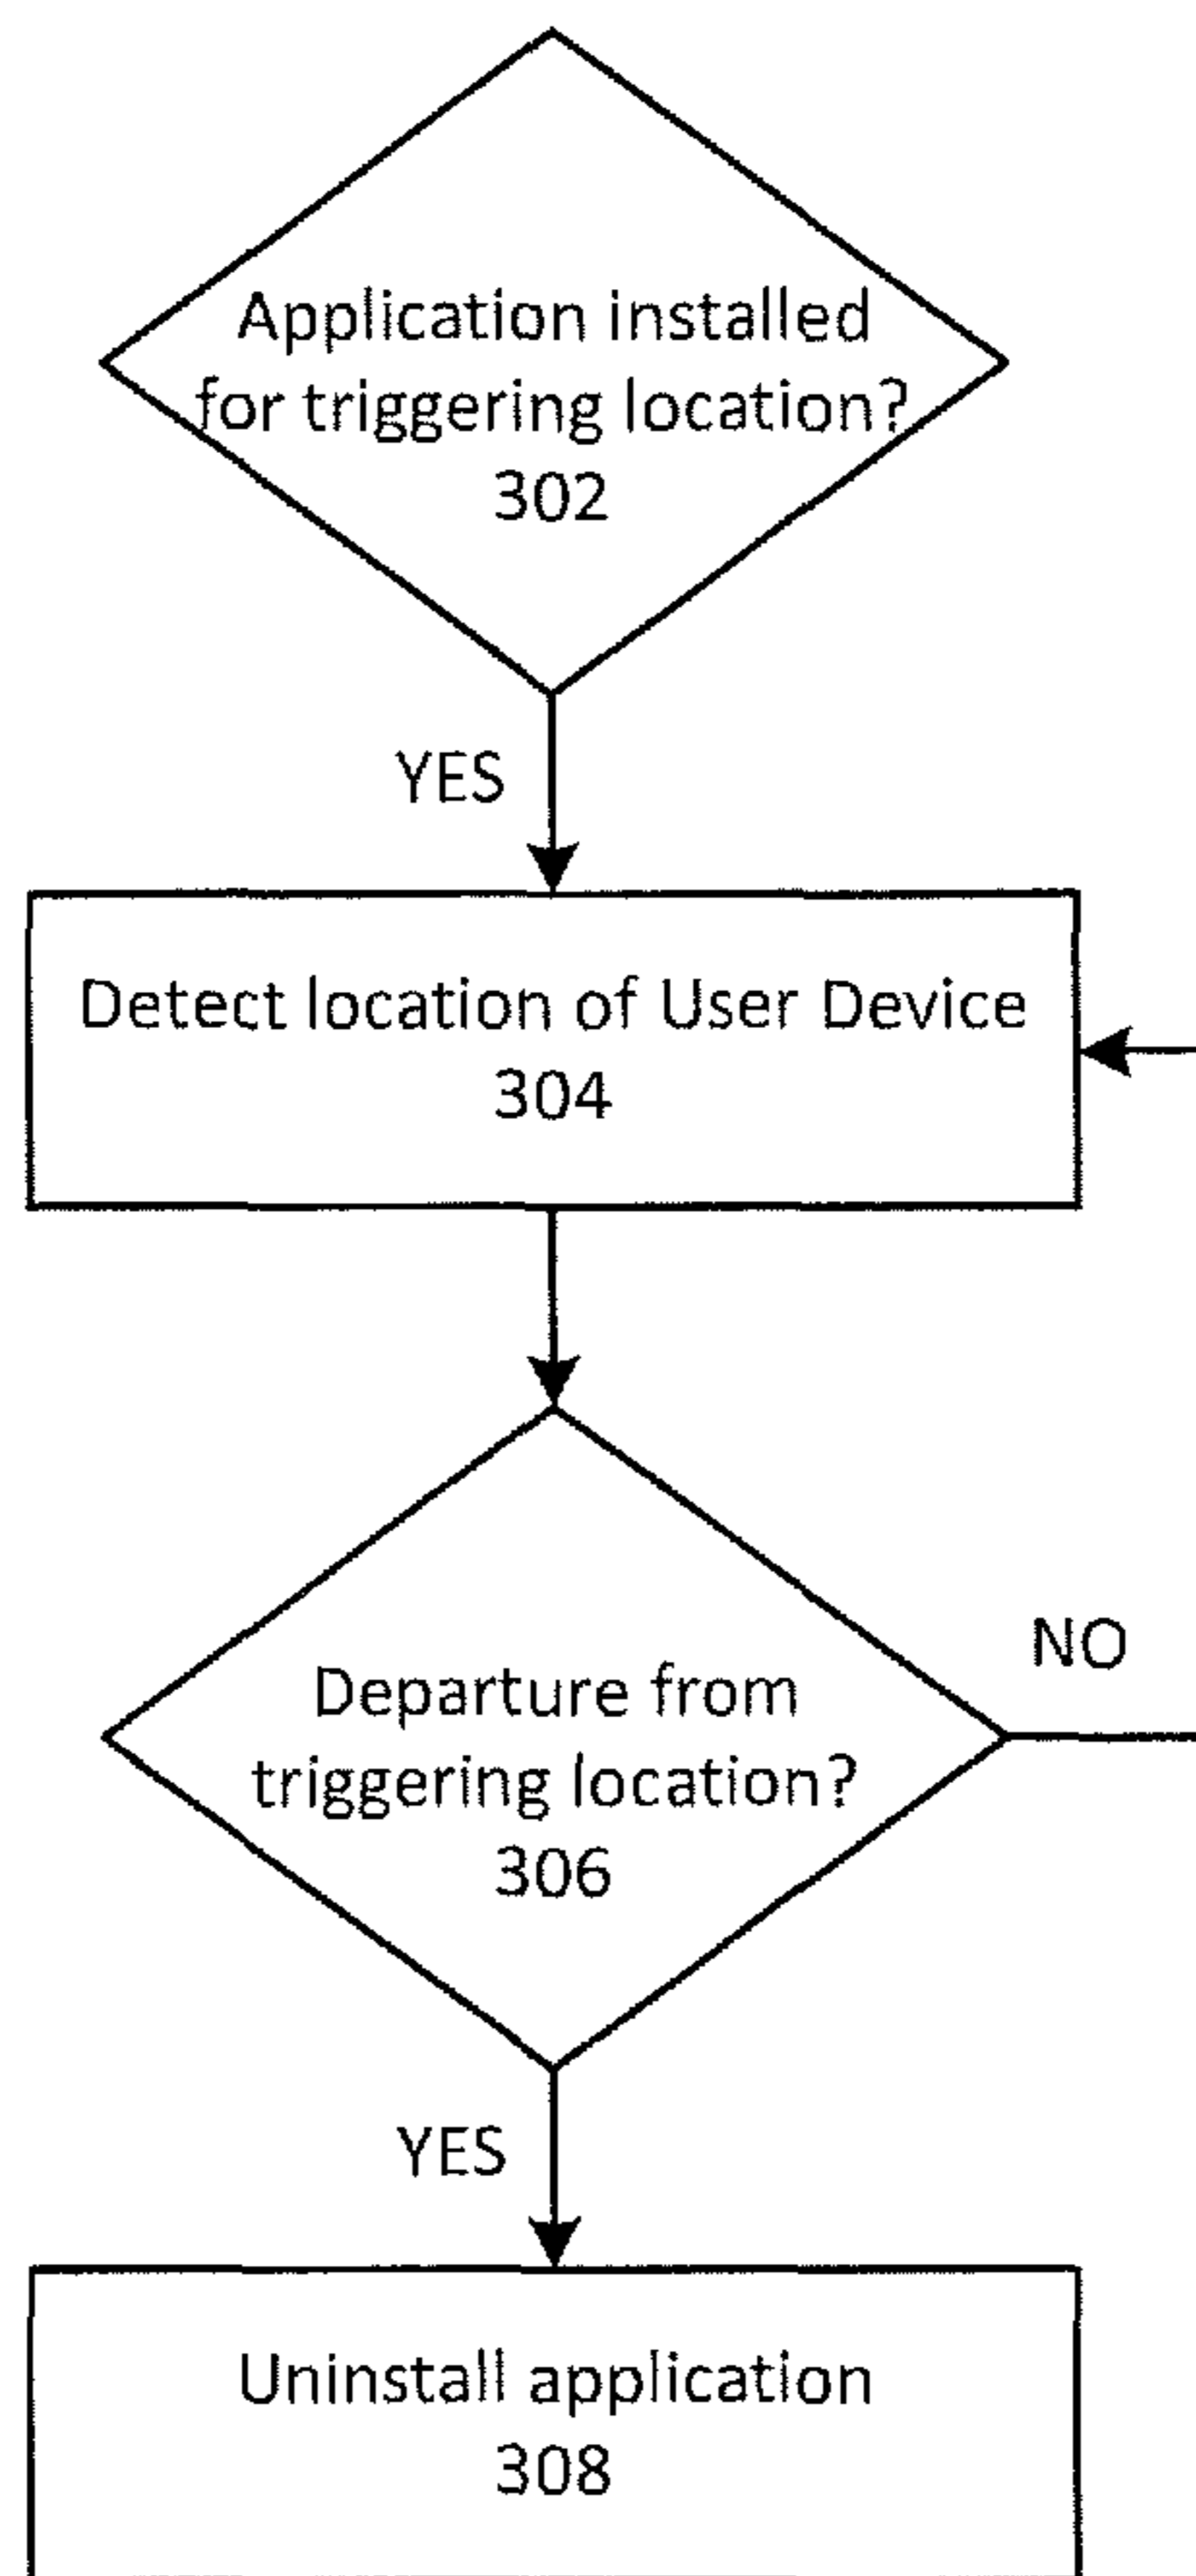 Application installed
for triggering location?
302
YES
Detect location of User Device
304
NO
Departure from
triggering location?
306
YES
Uninstall application
308